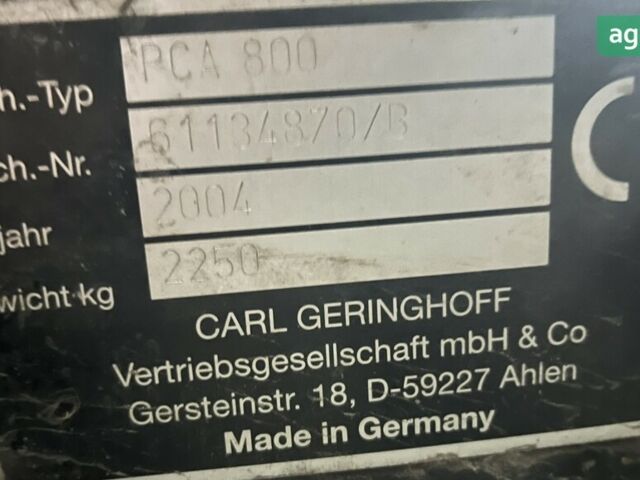 ag
h.-Typ PCA 800
ch.-Nr. 61134870/B
jahr 2004
wicht kg 2250
CARL GERINGHOFF
Vertriebsgesellschaft mbH & Co
Gersteinstr. 18, D-59227 Ahlen
Made in Germany